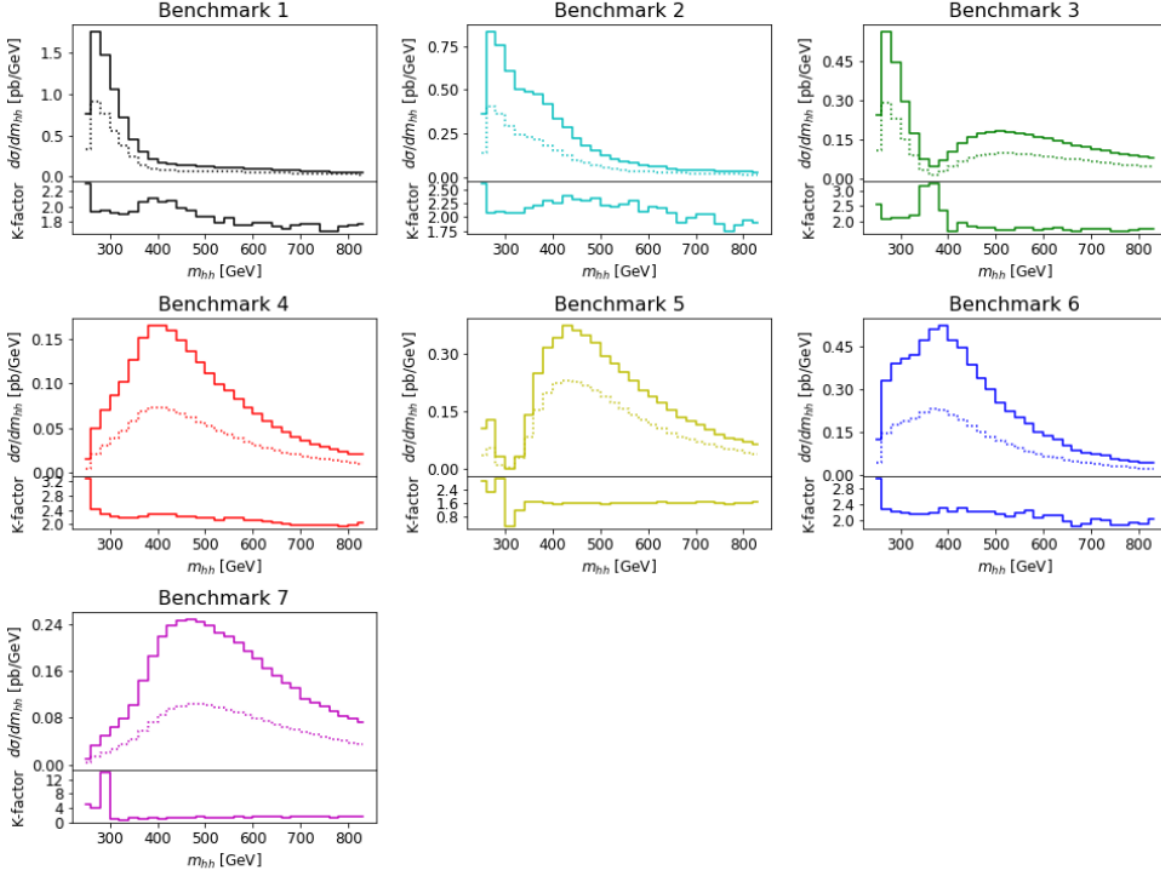 Benchmark 1
dσ/dm_hh [pb/GeV]
1.5
1.0
0.5
0.0
K-factor
2.2
2.0
1.8
300 400 500 600 700 800
m_hh [GeV]
Benchmark 2
dσ/dm_hh [pb/GeV]
0.75
0.50
0.25
0.00
K-factor
2.50
2.25
2.00
1.75
300 400 500 600 700 800
m_hh [GeV]
Benchmark 3
dσ/dm_hh [pb/GeV]
0.45
0.30
0.15
0.00
K-factor
3.0
2.5
2.0
300 400 500 600 700 800
m_hh [GeV]
Benchmark 4
dσ/dm_hh [pb/GeV]
0.15
0.10
0.05
0.00
K-factor
3.2
2.8
2.4
2.0
300 400 500 600 700 800
m_hh [GeV]
Benchmark 5
dσ/dm_hh [pb/GeV]
0.30
0.15
0.00
K-factor
2.4
1.6
0.8
300 400 500 600 700 800
m_hh [GeV]
Benchmark 6
dσ/dm_hh [pb/GeV]
0.45
0.30
0.15
0.00
K-factor
2.8
2.4
2.0
300 400 500 600 700 800
m_hh [GeV]
Benchmark 7
dσ/dm_hh [pb/GeV]
0.24
0.16
0.08
0.00
K-factor
12
8
4
0
300 400 500 600 700 800
m_hh [GeV]